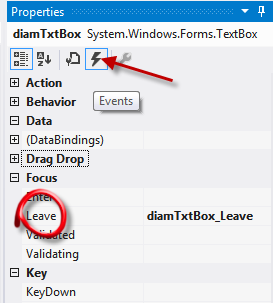 Properties
diamTxtBox System.Windows.Forms.TextBox
Events
Action
Behavior
Data
(DataBindings)
Drag Drop
Focus
Enter
Leave diamTxtBox_Leave
Validated
Validating
Key
KeyDown